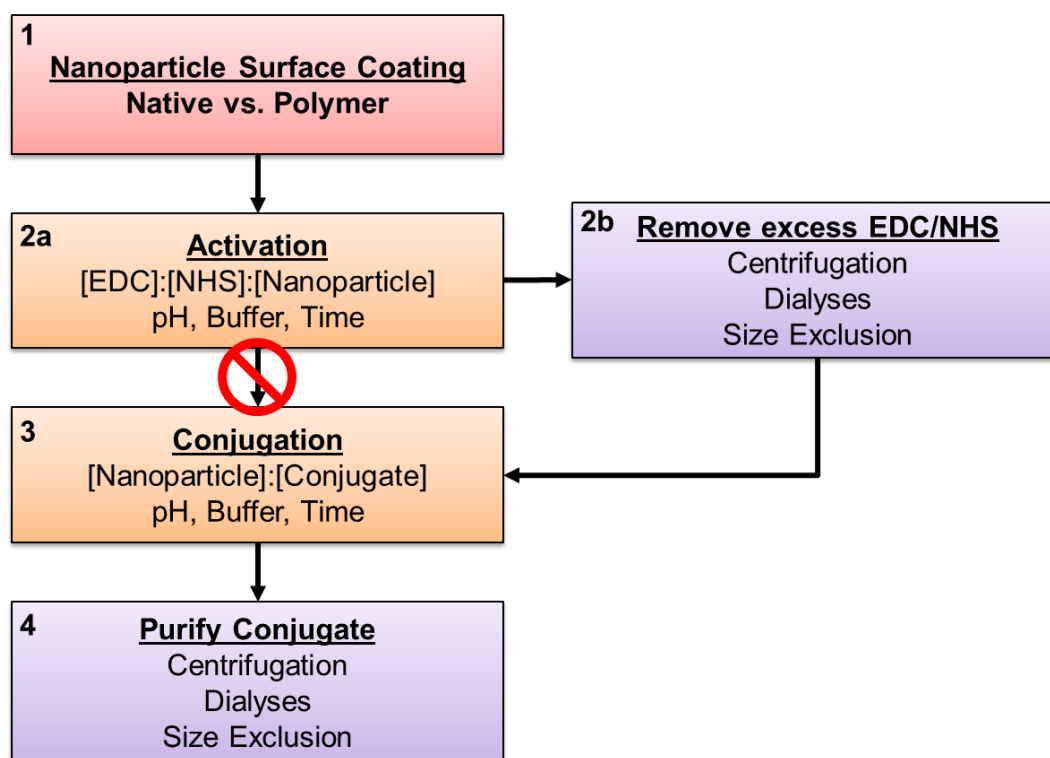 1
Nanoparticle Surface Coating
Native vs. Polymer
2a
Activation
[EDC]:[NHS]:[Nanoparticle]
pH, Buffer, Time
2b
Remove excess EDC/NHS
Centrifugation
Dialyses
Size Exclusion
3
Conjugation
[Nanoparticle]:[Conjugate]
pH, Buffer, Time
4
Purify Conjugate
Centrifugation
Dialyses
Size Exclusion